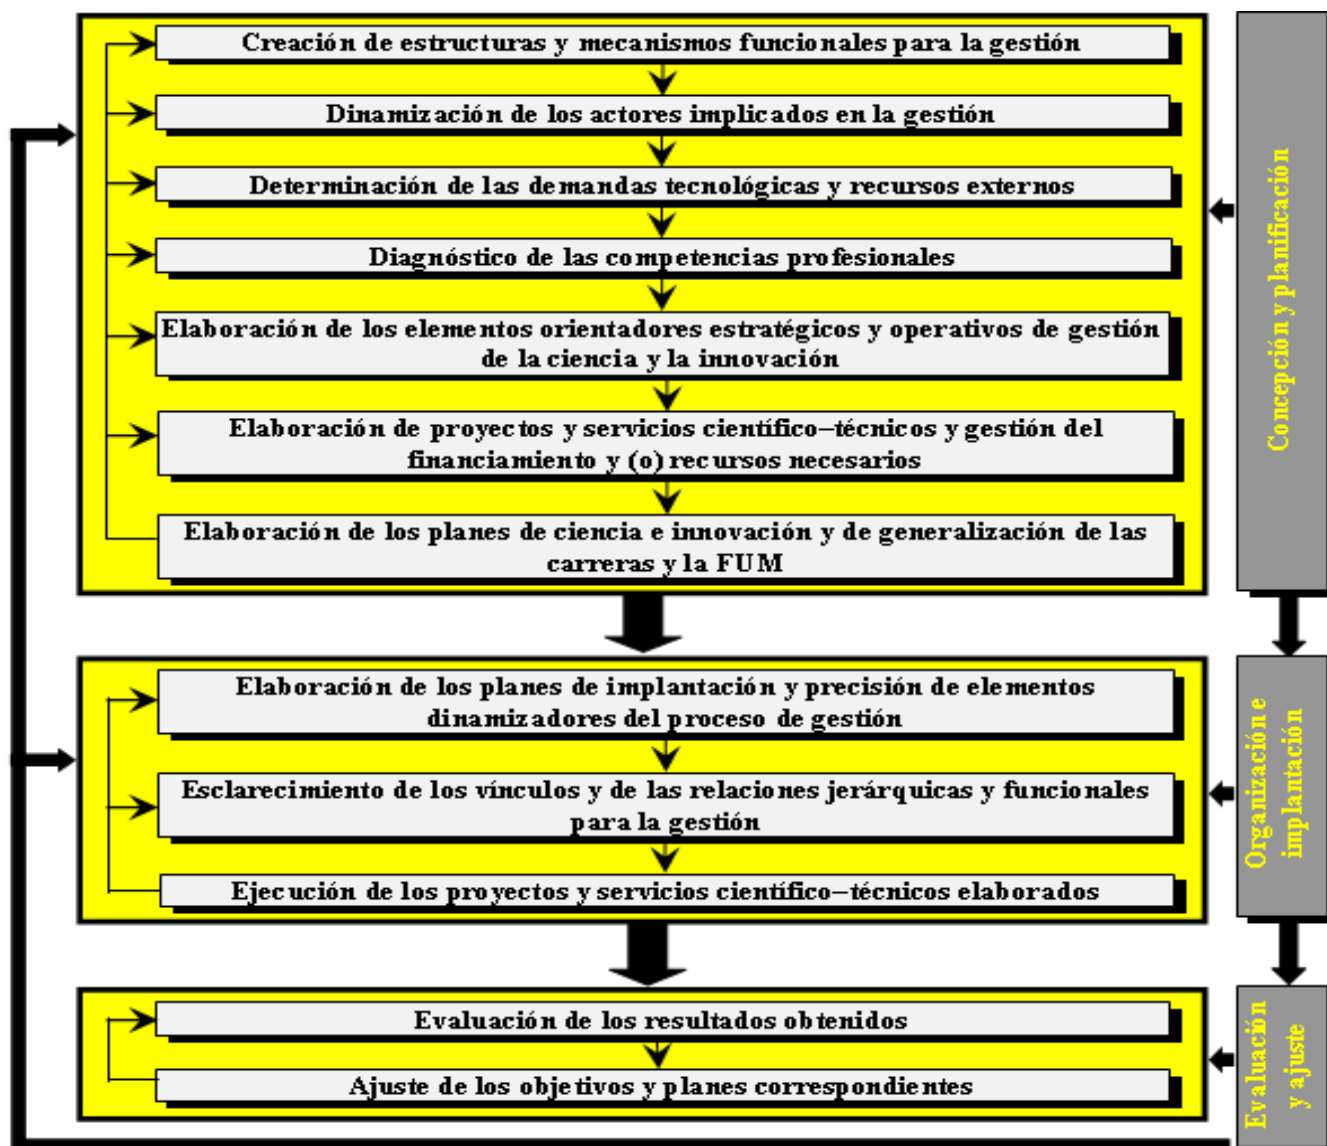 Creación de estructuras y mecanismos funcionales para la gestión
Dinamización de los actores implicados en la gestión
Determinación de las demandas tecnológicas y recursos externos
Diagnóstico de las competencias profesionales
Elaboración de los elementos orientadores estratégicos y operativos de gestión
de la ciencia y la innovación
Elaboración de proyectos y servicios científico–técnicos y gestión del
financiamiento y (o) recursos necesarios
Elaboración de los planes de ciencia e innovación y de generalización de las
carreras y la FUM
Concepción y planificación
Elaboración de los planes de implantación y precisión de elementos
dinamizadores del proceso de gestión
Esclarecimiento de los vínculos y de las relaciones jerárquicas y funcionales
para la gestión
Ejecución de los proyectos y servicios científico–técnicos elaborados
Organización e
implantación
Evaluación de los resultados obtenidos
Ajuste de los objetivos y planes correspondientes
Evaluación
y ajuste